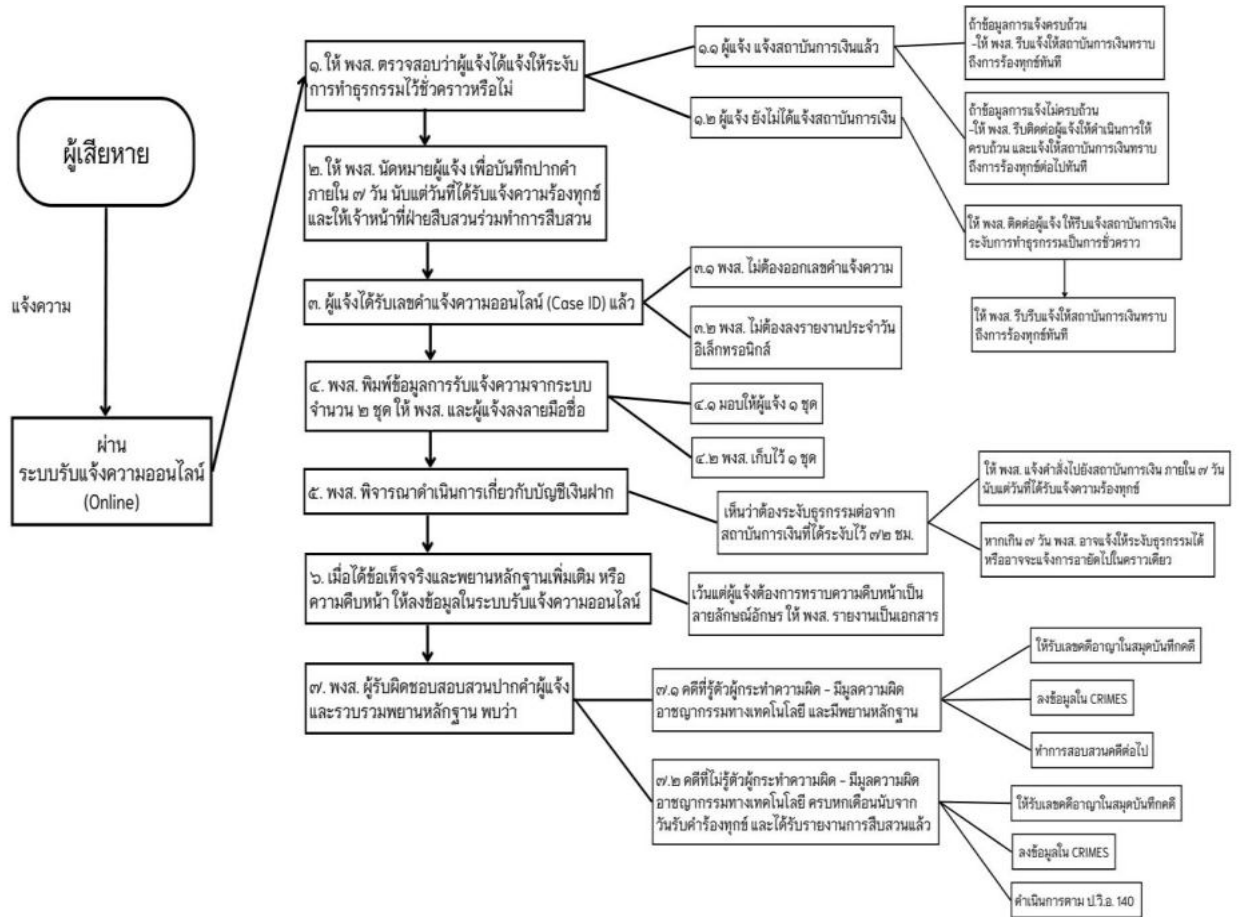 ผู้เสียหาย
แจ้งความ
ผ่าน
ระบบรับแจ้งความออนไลน์
(Online)
๑. ให้ พงส. ตรวจสอบว่าผู้แจ้งได้แจ้งให้ระงับ
การทำธุรกรรมไว้ชั่วคราวหรือไม่
๑.๑ ผู้แจ้ง แจ้งสถาบันการเงินแล้ว
ถ้าข้อมูลการแจ้งครบถ้วน
-ให้ พงส. รีบแจ้งให้สถาบันการเงินทราบ
ถึงการร้องทุกข์ทันที
ถ้าข้อมูลการแจ้งไม่ครบถ้วน
-ให้ พงส. รีบติดต่อผู้แจ้งให้ดำเนินการให้
ครบถ้วน และแจ้งให้สถาบันการเงินทราบ
ถึงการร้องทุกข์ต่อไปทันที
๑.๒ ผู้แจ้ง ยังไม่ได้แจ้งสถาบันการเงิน
ให้ พงส. ติดต่อผู้แจ้ง ให้รีบแจ้งสถาบันการเงิน
ระงับการทำธุรกรรมเป็นการชั่วคราว
ให้ พงส. รีบรีบแจ้งให้สถาบันการเงินทราบ
ถึงการร้องทุกข์ทันที
๒. ให้ พงส. นัดหมายผู้แจ้ง เพื่อบันทึกปากคำ
ภายใน ๗ วัน นับแต่วันที่ได้รับแจ้งความร้องทุกข์
และให้เจ้าหน้าที่ฝ่ายสืบสวนร่วมทำการสืบสวน
๓. ผู้แจ้งได้รับเลขคำแจ้งความออนไลน์ (Case ID) แล้ว
๓.๑ พงส. ไม่ต้องออกเลขคำแจ้งความ
๓.๒ พงส. ไม่ต้องลงรายงานประจำวัน
อิเล็กทรอนิกส์
๔. พงส. พิมพ์ข้อมูลการรับแจ้งความจากระบบ
จำนวน ๒ ชุด ให้ พงส. และผู้แจ้งลงลายมือชื่อ
๔.๑ มอบให้ผู้แจ้ง ๑ ชุด
๔.๒ พงส. เก็บไว้ ๑ ชุด
๕. พงส. พิจารณาดำเนินการเกี่ยวกับบัญชีเงินฝาก
เห็นว่าต้องระงับธุรกรรมต่อจาก
สถาบันการเงินที่ได้ระงับไว้ ๗๒ ชม.
ให้ พงส. แจ้งคำสั่งไปยังสถาบันการเงิน ภายใน ๗ วัน
นับแต่วันที่ได้รับแจ้งความร้องทุกข์
หากเกิน ๗ วัน พงส. อาจแจ้งให้ระงับธุรกรรมได้
หรืออาจจะแจ้งการอายัดไปในคราวเดียว
๖. เมื่อได้ข้อเท็จจริงและพยานหลักฐานเพิ่มเติม หรือ
ความคืบหน้า ให้ลงข้อมูลในระบบรับแจ้งความออนไลน์
เว้นแต่ผู้แจ้งต้องการทราบความคืบหน้าเป็น
ลายลักษณ์อักษร ให้ พงส. รายงานเป็นเอกสาร
๗. พงส. ผู้รับผิดชอบสอบสวนปากคำผู้แจ้ง
และรวบรวมพยานหลักฐาน พบว่า
๗.๑ คดีที่รู้ตัวผู้กระทำความผิด - มีมูลความผิด
อาชญากรรมทางเทคโนโลยี และมีพยานหลักฐาน
ให้รับเลขคดีอาญาในสมุดบันทึกคดี
ลงข้อมูลใน CRIMES
ทำการสอบสวนคดีต่อไป
๗.๒ คดีที่ไม่รู้ตัวผู้กระทำความผิด - มีมูลความผิด
อาชญากรรมทางเทคโนโลยี ครบหกเดือนนับจาก
วันรับคำร้องทุกข์ และได้รับรายงานการสืบสวนแล้ว
ให้รับเลขคดีอาญาในสมุดบันทึกคดี
ลงข้อมูลใน CRIMES
ดำเนินการตาม ป.วิ.อ. 140